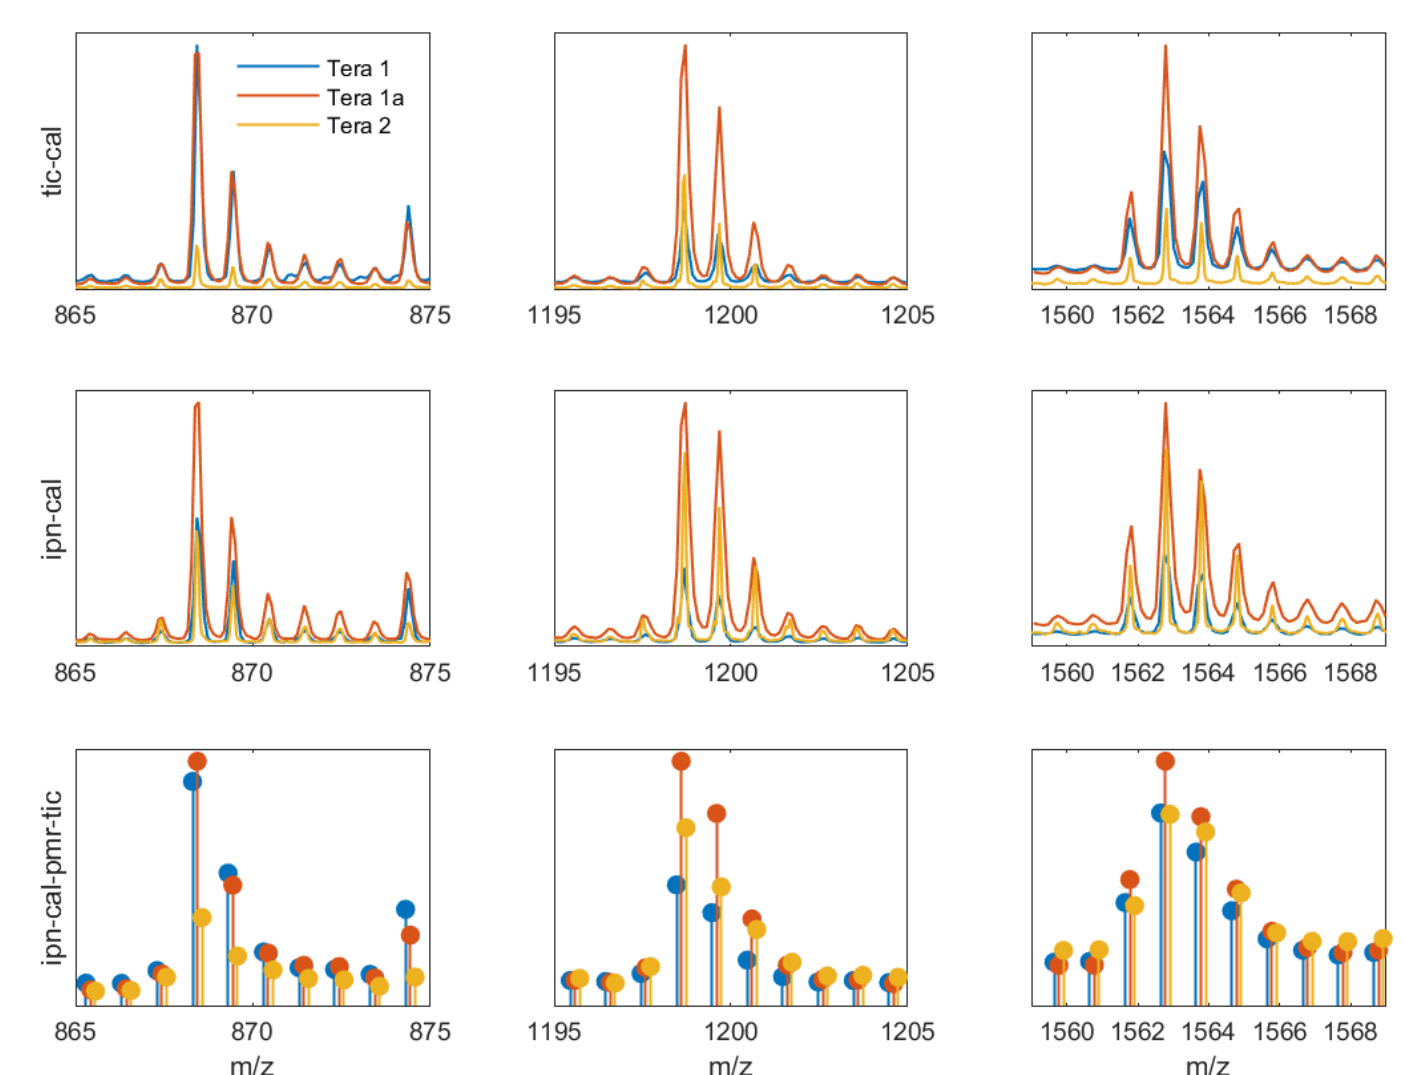 tic-cal
Tera 1
Tera 1a
Tera 2
865 870 875
1195 1200 1205
1560 1562 1564 1566 1568
ipn-cal
865 870 875
1195 1200 1205
1560 1562 1564 1566 1568
ipn-cal-pmr-tic
865 870 875
1195 1200 1205
1560 1562 1564 1566 1568
m/z m/z m/z